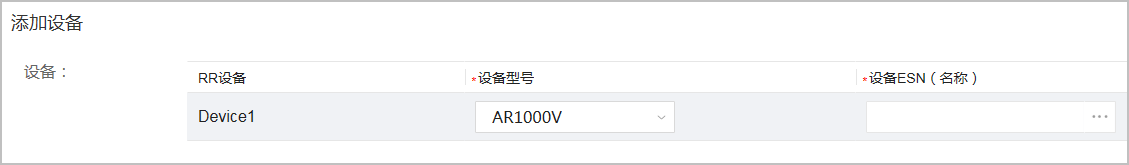 添加设备
设备：
RR设备 *设备型号 *设备ESN（名称）
Device1 AR1000V ···